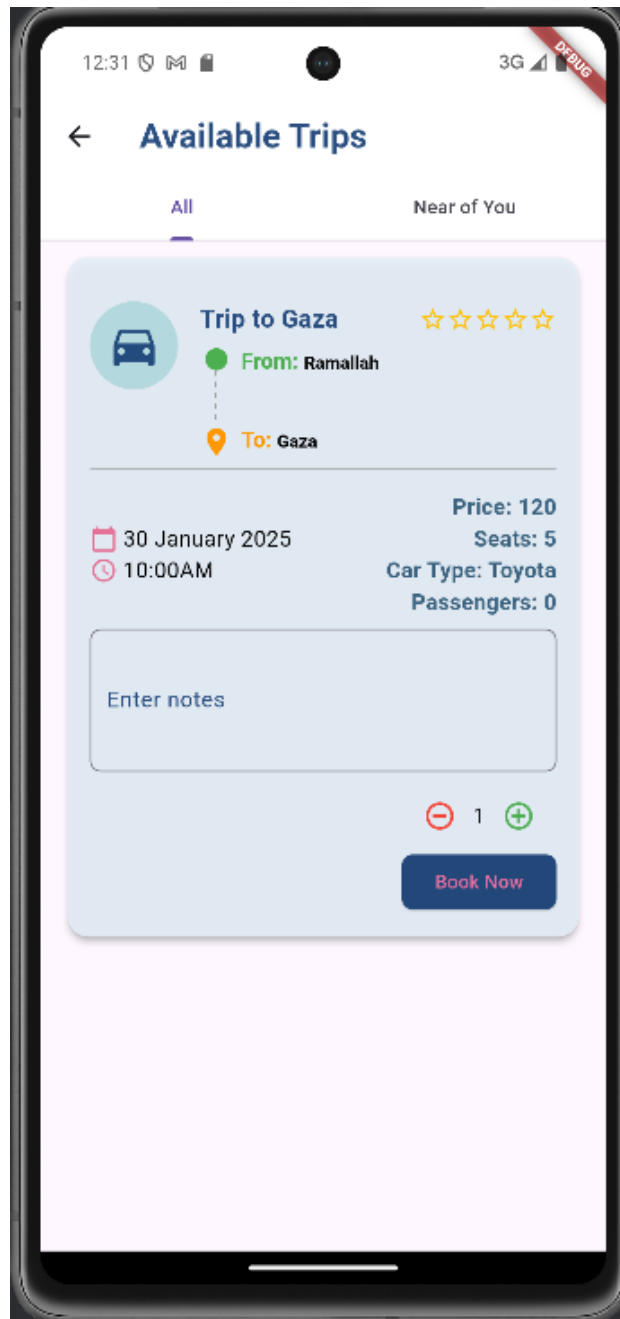 12:31
3G
DEBUG
Available Trips
All
Near of You
Trip to Gaza
From: Ramallah
To: Gaza
30 January 2025
10:00AM
Price: 120
Seats: 5
Car Type: Toyota
Passengers: 0
Enter notes
1
Book Now